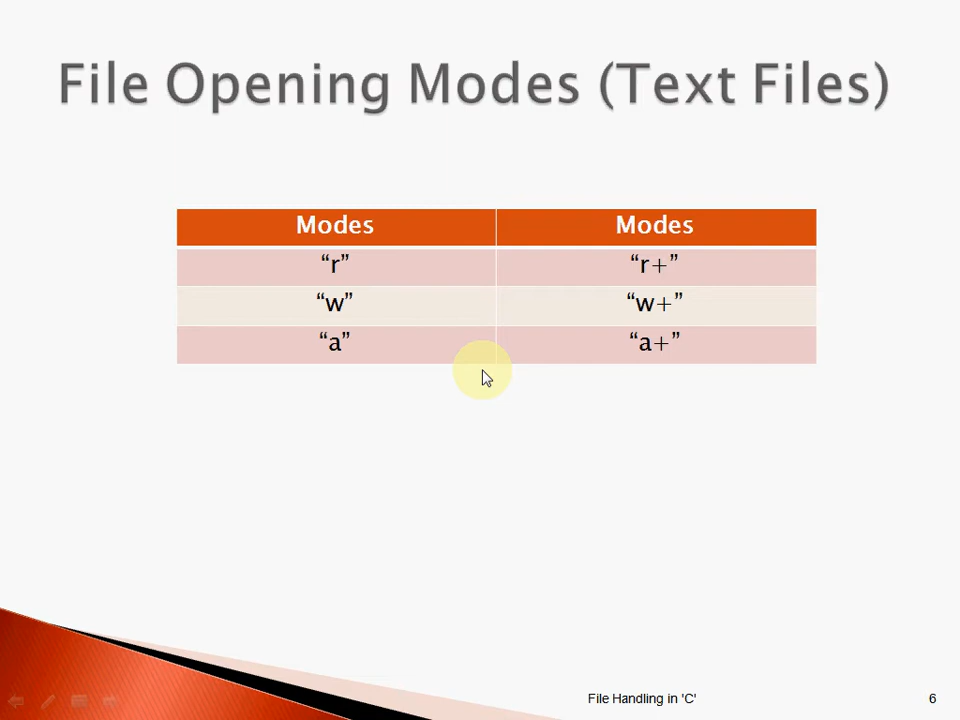 File Opening Modes (Text Files)
Modes Modes
“r” “r+”
“w” “w+”
“a” “a+”
File Handling in 'C' 6